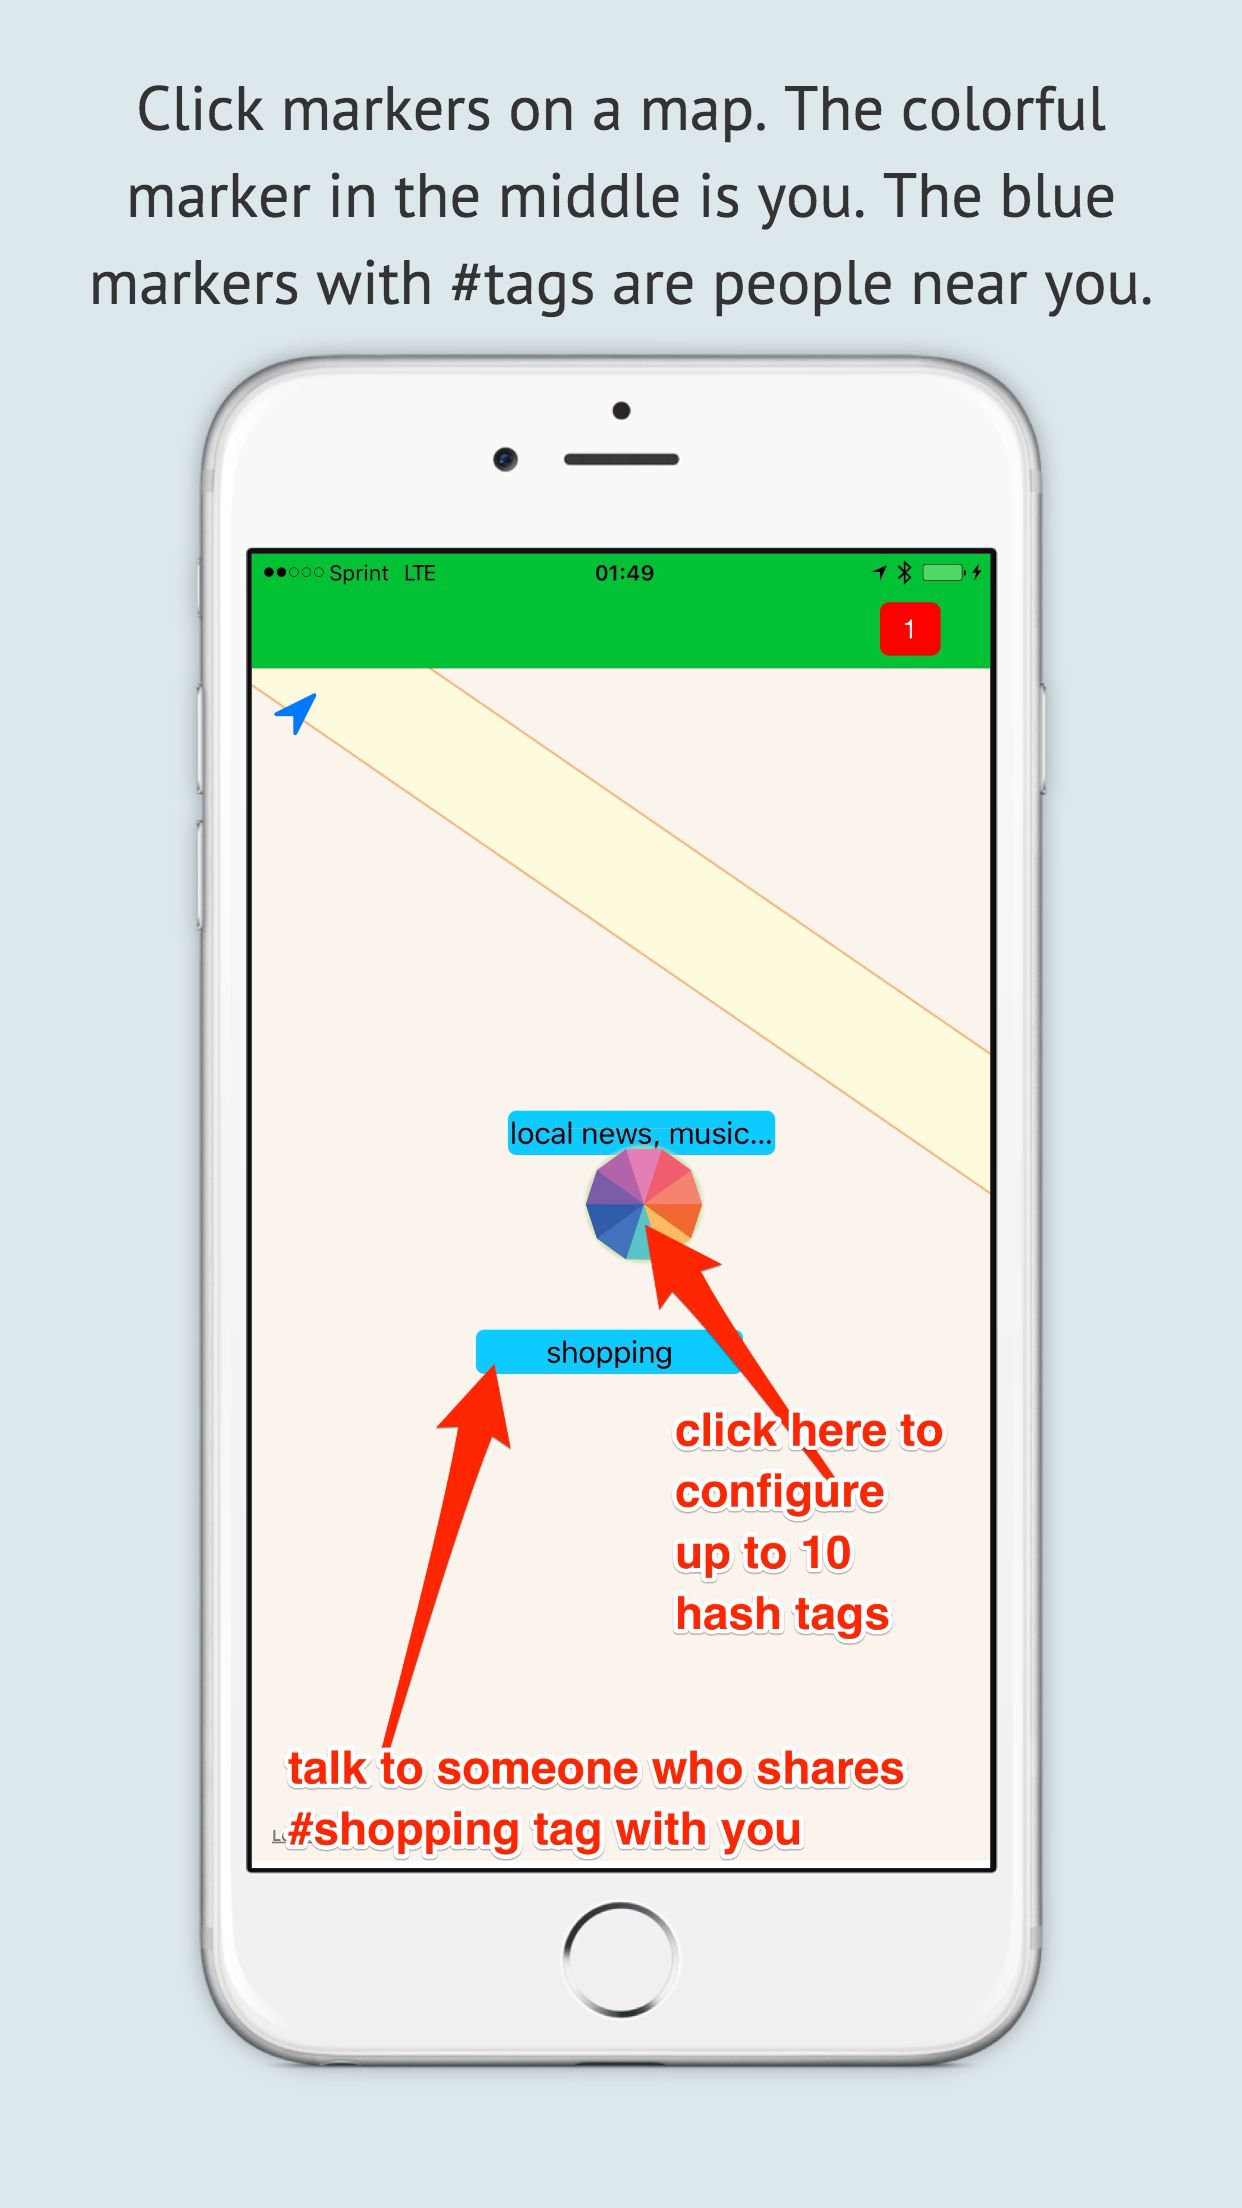 Click markers on a map. The colorful
marker in the middle is you. The blue
markers with #tags are people near you.
Sprint LTE 01:49
1
local news, music...
shopping
click here to
configure
up to 10
hash tags
talk to someone who shares
#shopping tag with you